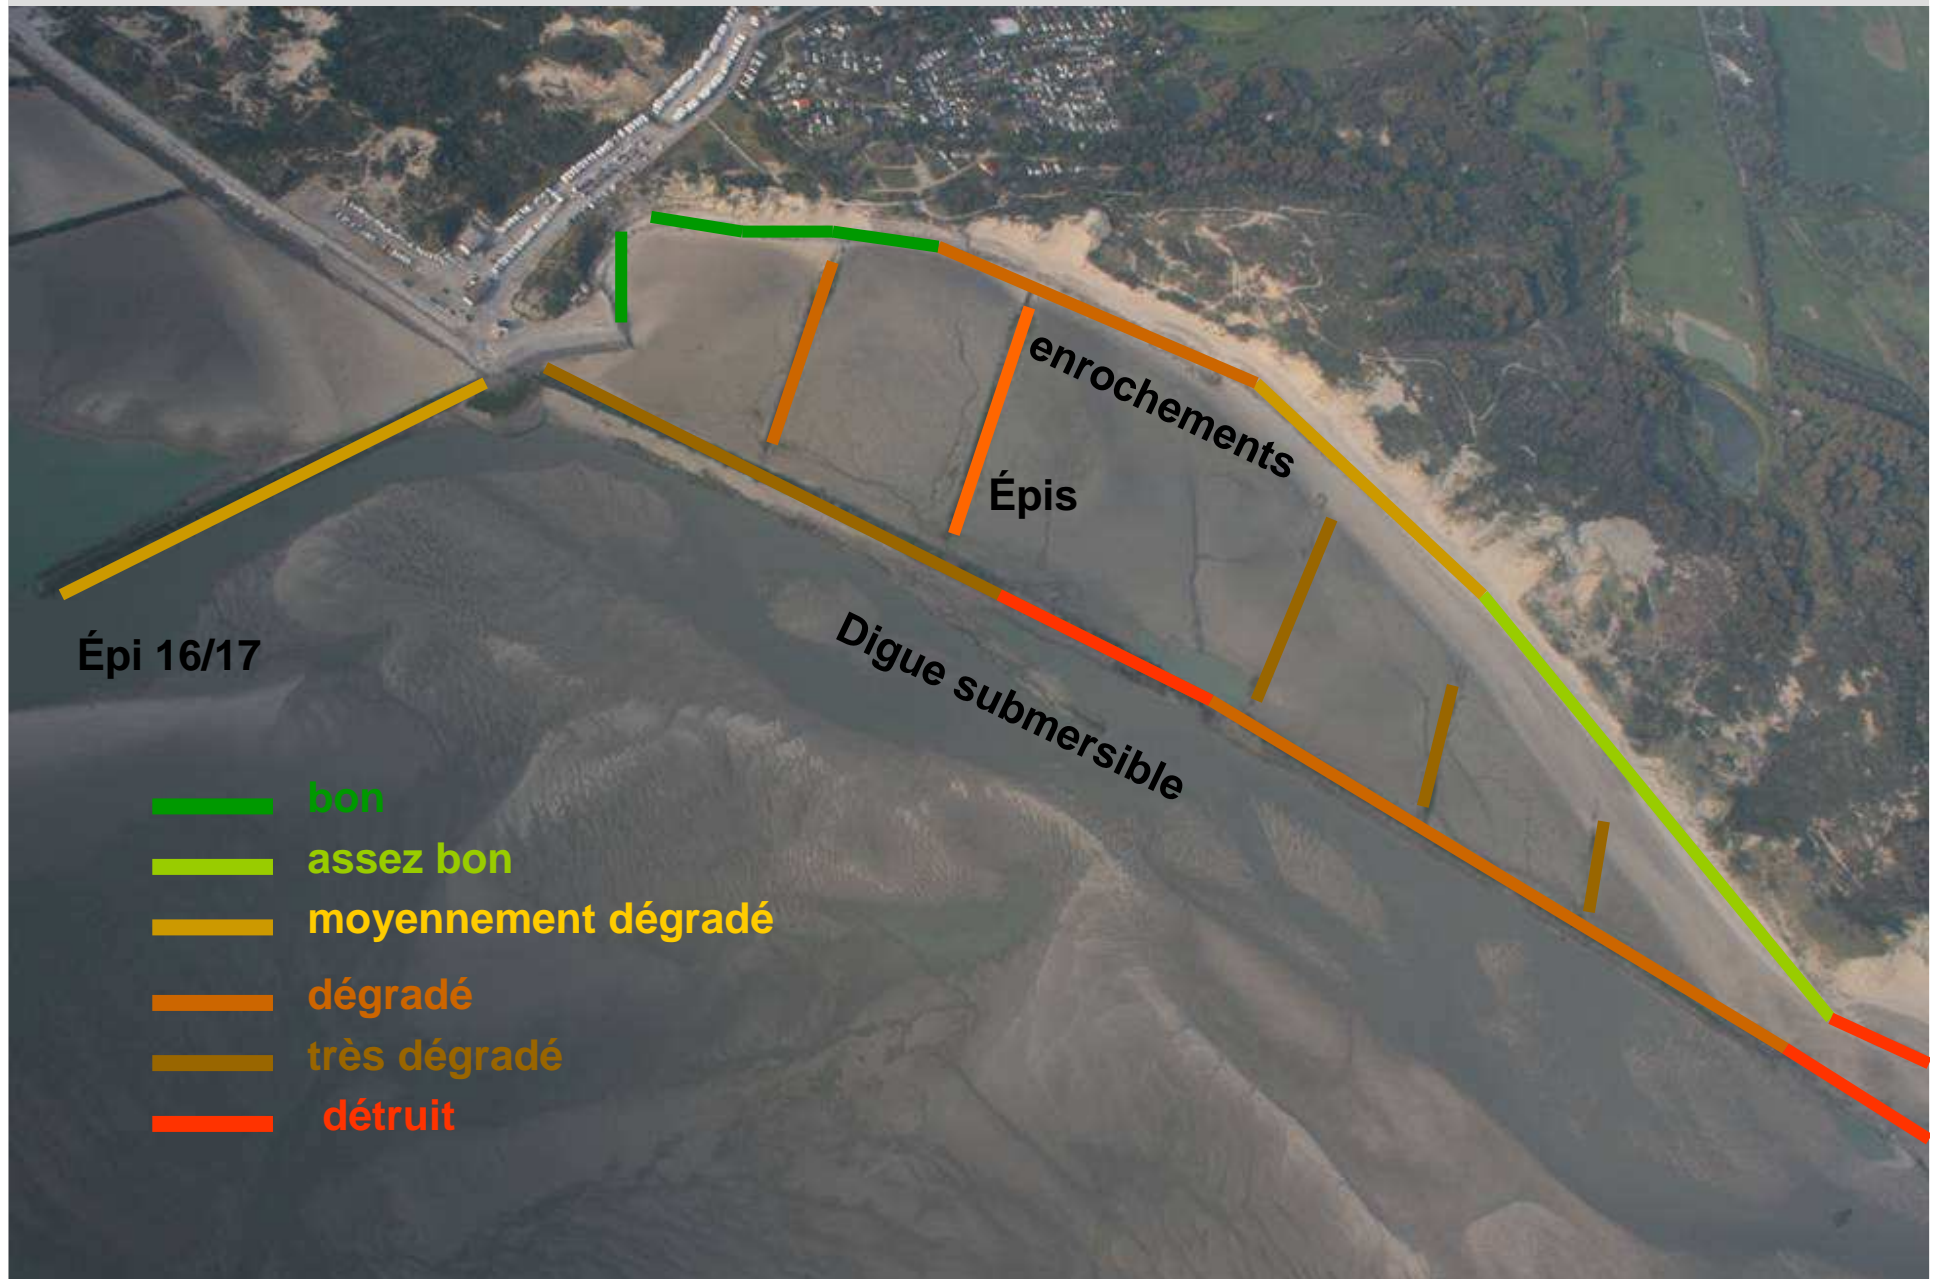 enrochements
Épis
Digue submersible
Épi 16/17
bon
assez bon
moyennement dégradé
dégradé
très dégradé
détruit